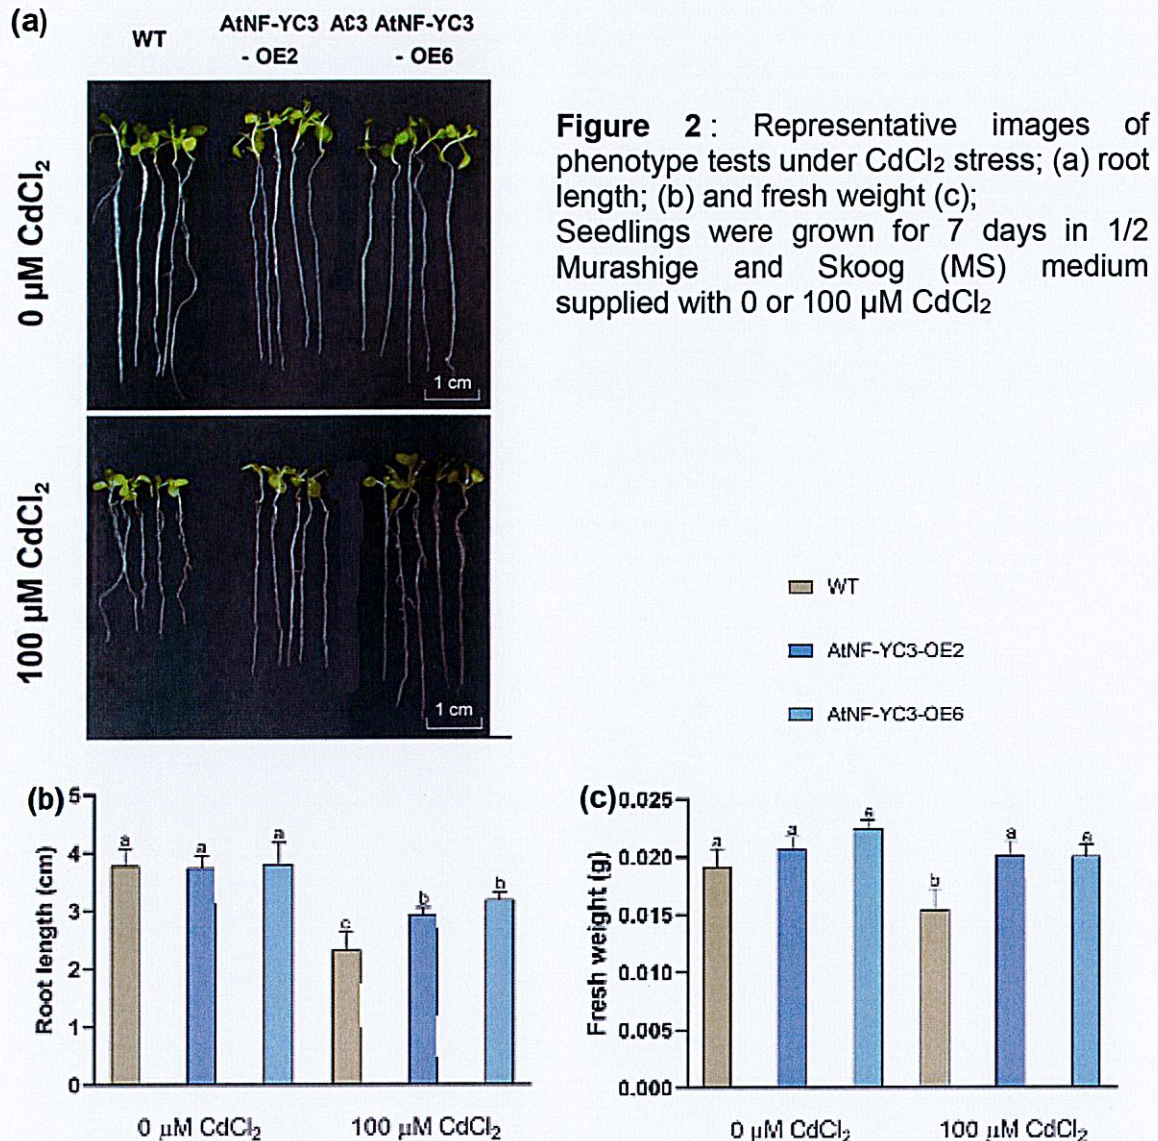 (a)
WT
AtNF-YC3 - OE2
AC3 AtNF-YC3 - OE6
0 µM CdCl₂
1 cm
100 µM CdCl₂
1 cm
Figure 2: Representative images of
phenotype tests under CdCl₂ stress; (a) root
length; (b) and fresh weight (c);
Seedlings were grown for 7 days in 1/2
Murashige and Skoog (MS) medium
supplied with 0 or 100 µM CdCl₂
WT
AtNF-YC3-OE2
AtNF-YC3-OE6
(b)
Root length (cm)
5
4
3
2
1
0
a
a
a
c
b
b
0 µM CdCl₂
100 µM CdCl₂
(c)
Fresh weight (g)
0.025
0.020
0.015
0.010
0.005
0.000
a
a
a
b
a
a
0 µM CdCl₂
100 µM CdCl₂